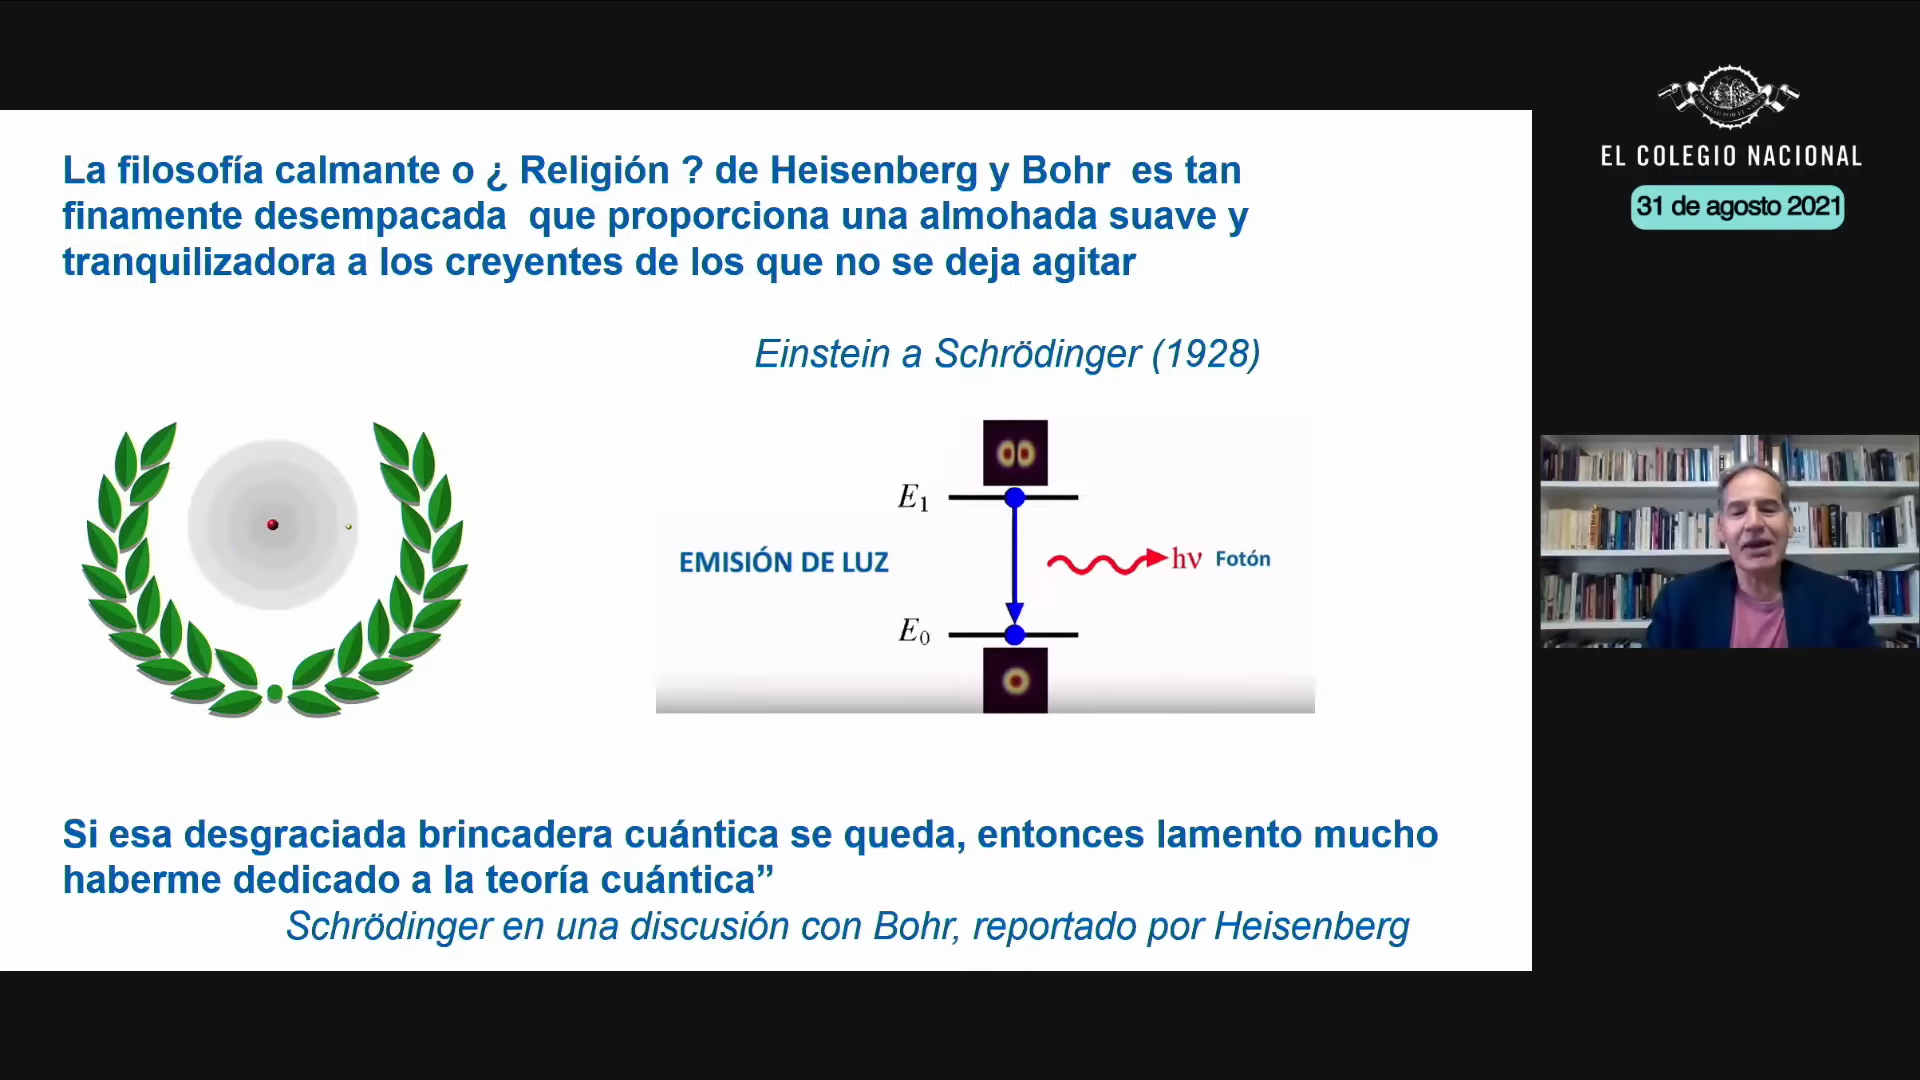 La filosofía calmante o ¿ Religión ? de Heisenberg y Bohr es tan
finamente desempacada que proporciona una almohada suave y
tranquilizadora a los creyentes de los que no se deja agitar
Einstein a Schrödinger (1928)
E1
EMISIÓN DE LUZ
hν Fotón
E0
Si esa desgraciada brincadera cuántica se queda, entonces lamento mucho
haberme dedicado a la teoría cuántica”
Schrödinger en una discusión con Bohr, reportado por Heisenberg
EL COLEGIO NACIONAL
31 de agosto 2021